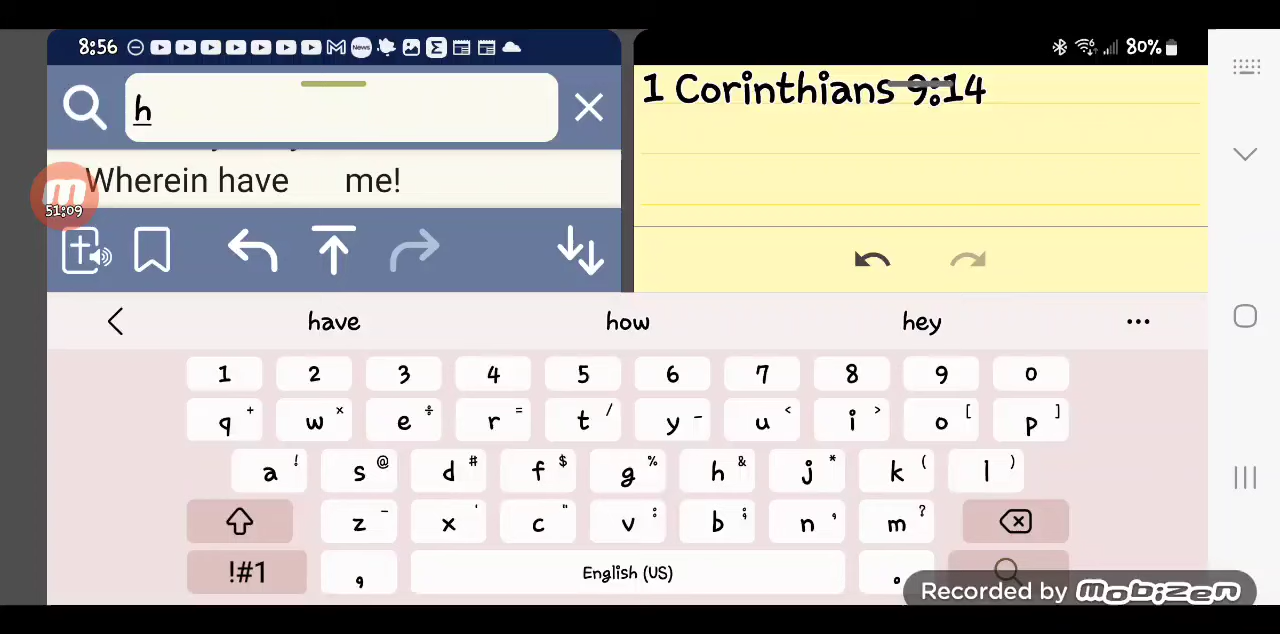 8:56 News 80%
h
1 Corinthians 9:14
Wherein have me!
51:09
have how hey
1 2 3 4 5 6 7 8 9 0
q + w × e ÷ r = t / y - u < i > o [ p ]
a ! s @ d # f $ g % h & j * k ( l )
z - x ' c " v : b ; n , m ?
!#1 , English (US) .
Recorded by mobizen